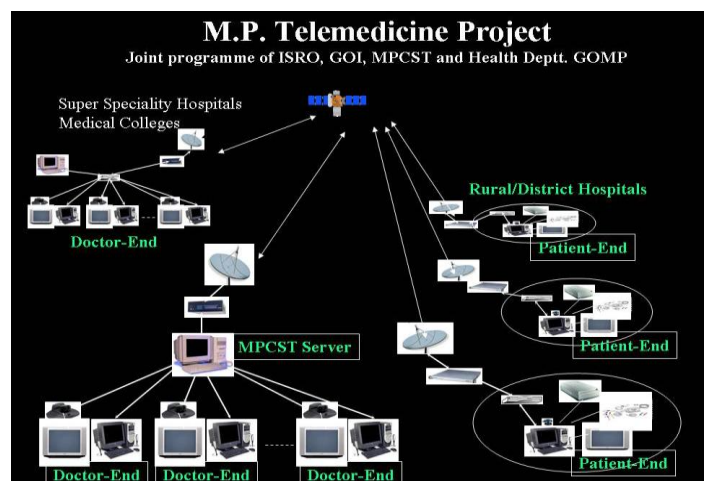 M.P. Telemedicine Project
Joint programme of ISRO, GOI, MPCST and Health Deptt. GOMP
Super Speciality Hospitals
Medical Colleges
Doctor-End
Rural/District Hospitals
Patient-End
Patient-End
MPCST Server
Patient-End
Doctor-End
Doctor-End
Doctor-End